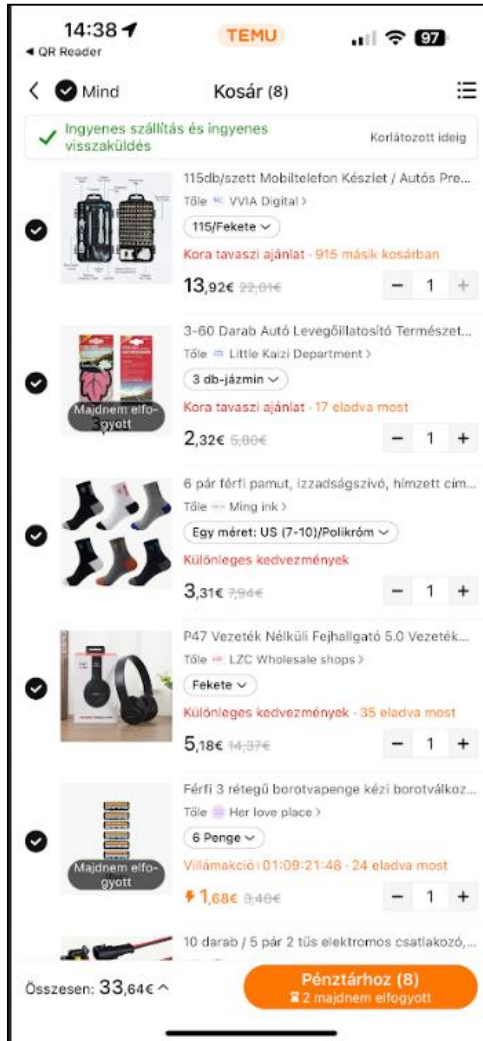 14:38
TEMU
97
QR Reader
Mind
Kosár (8)
Ingyenes szállítás és ingyenes
visszaküldés
Korlátozott ideig
115db/szett Mobiltelefon Készlet / Autós Pre...
Tőle VVIA Digital >
115/Fekete
Kora tavaszi ajánlat · 915 másik kosárban
13,92€ 22,01€
− 1 +
3-60 Darab Autó Levegőillatosító Természet...
Tőle Little Kaizi Department >
3 db-jázmin
Majdnem elfo-
gyott
Kora tavaszi ajánlat · 17 eladva most
2,32€ 5,80€
− 1 +
6 pár férfi pamut, izzadságszívó, hímzett cím...
Tőle Ming ink >
Egy méret: US (7-10)/Polikróm
Különleges kedvezmények
3,31€ 7,94€
− 1 +
P47 Vezeték Nélküli Fejhallgató 5.0 Vezeték...
Tőle LZC Wholesale shops >
Fekete
Különleges kedvezmények · 35 eladva most
5,18€ 14,37€
− 1 +
Férfi 3 rétegű borotvapenge kézi borotválkoz...
Tőle Her love place >
6 Penge
Majdnem elfo-
gyott
Villámakció 01:09:21:48 · 24 eladva most
1,68€ 3,48€
− 1 +
10 darab / 5 pár 2 tűs elektromos csatlakozó,...
Összesen: 33,64€
Pénztárhoz (8)
2 majdnem elfogyott